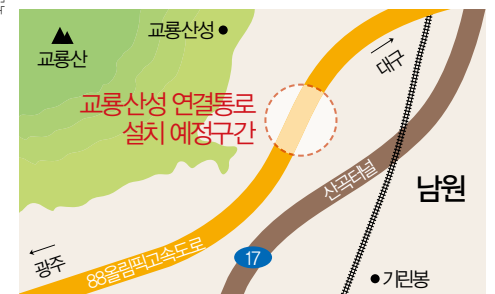 교룡산성
교룡산
대구
교룡산성 연결통로
설치 예정구간
산곡터널
남원
88올림픽고속도로
17
광주
기린봉